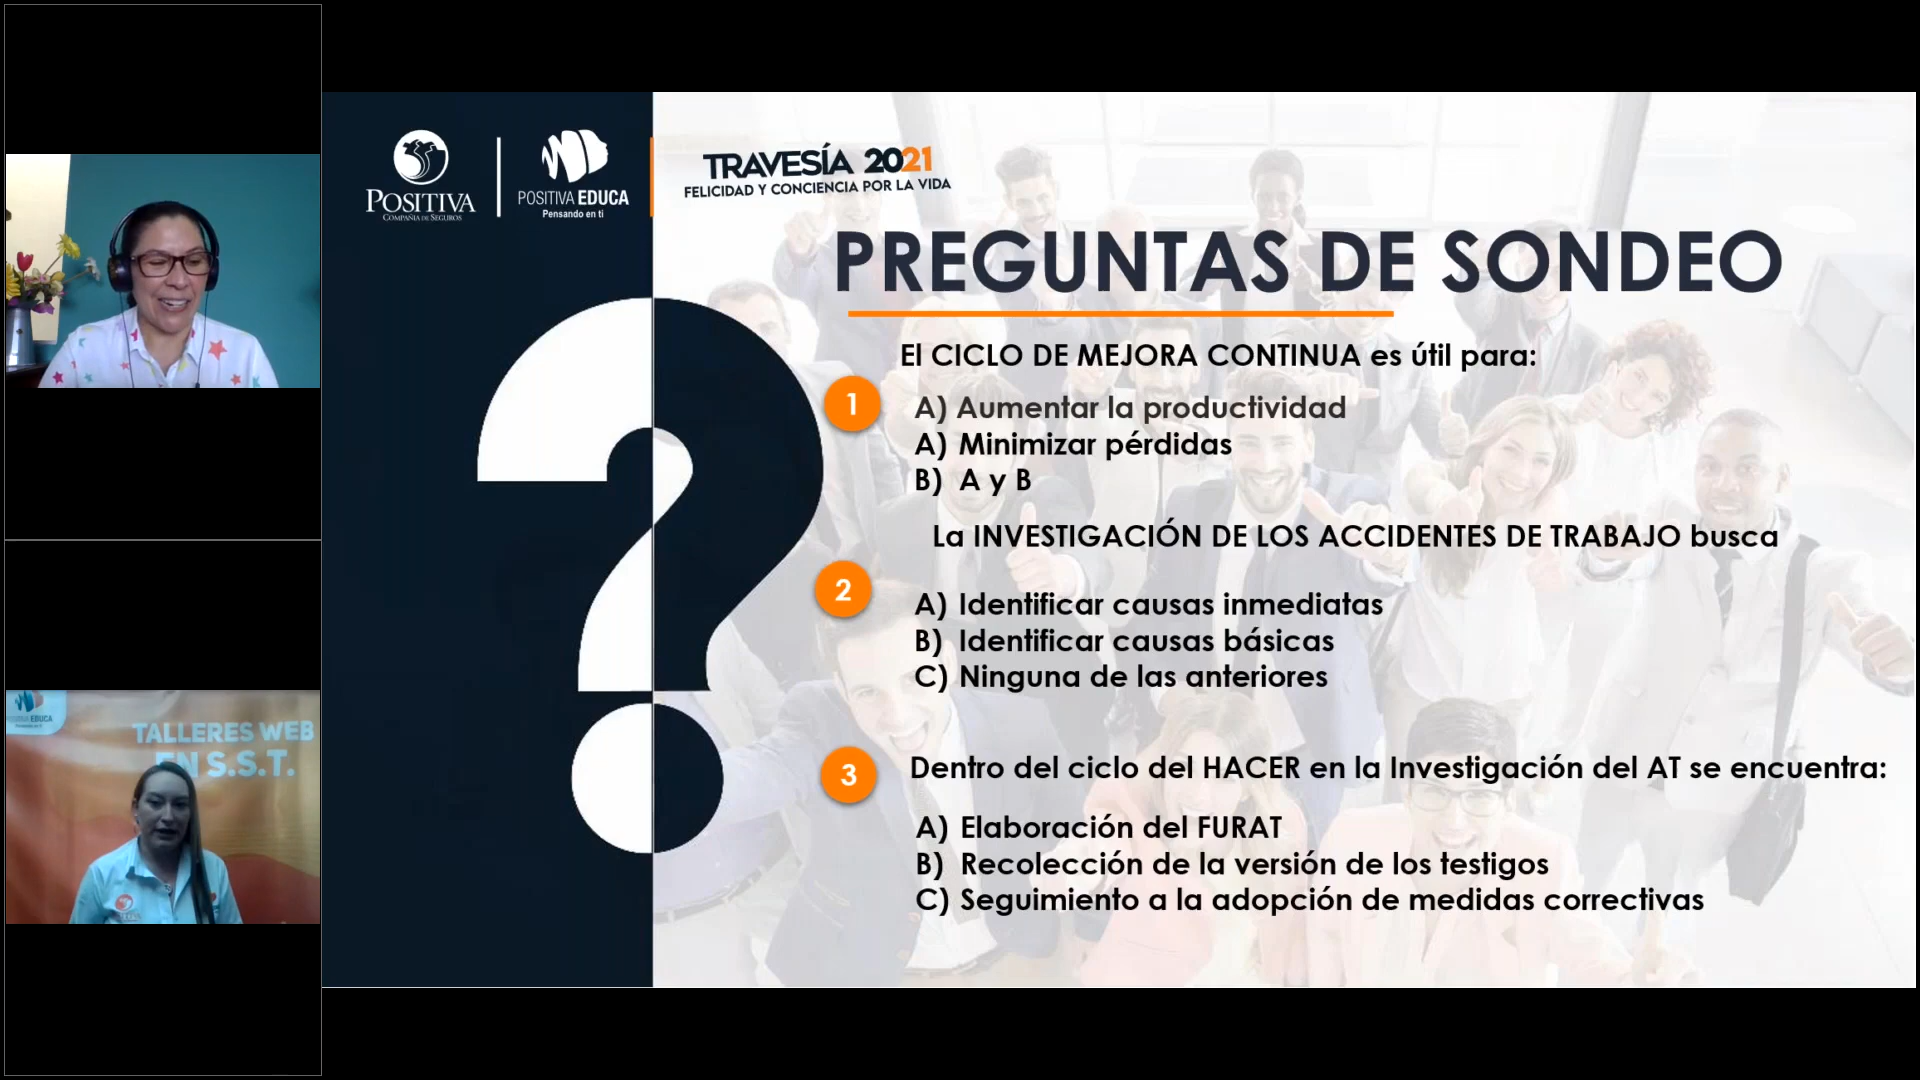 POSITIVA
COMPAÑÍA DE SEGUROS
POSITIVA EDUCA
Pensando en ti
TRAVESÍA 2021
FELICIDAD Y CONCIENCIA POR LA VIDA
PREGUNTAS DE SONDEO
El CICLO DE MEJORA CONTINUA es útil para:
1
A) Aumentar la productividad
A) Minimizar pérdidas
B) A y B
La INVESTIGACIÓN DE LOS ACCIDENTES DE TRABAJO busca
2
A) Identificar causas inmediatas
B) Identificar causas básicas
C) Ninguna de las anteriores
3
Dentro del ciclo del HACER en la Investigación del AT se encuentra:
A) Elaboración del FURAT
B) Recolección de la versión de los testigos
C) Seguimiento a la adopción de medidas correctivas
?
EDUCA
TALLERES WEB
EN S.S.T.